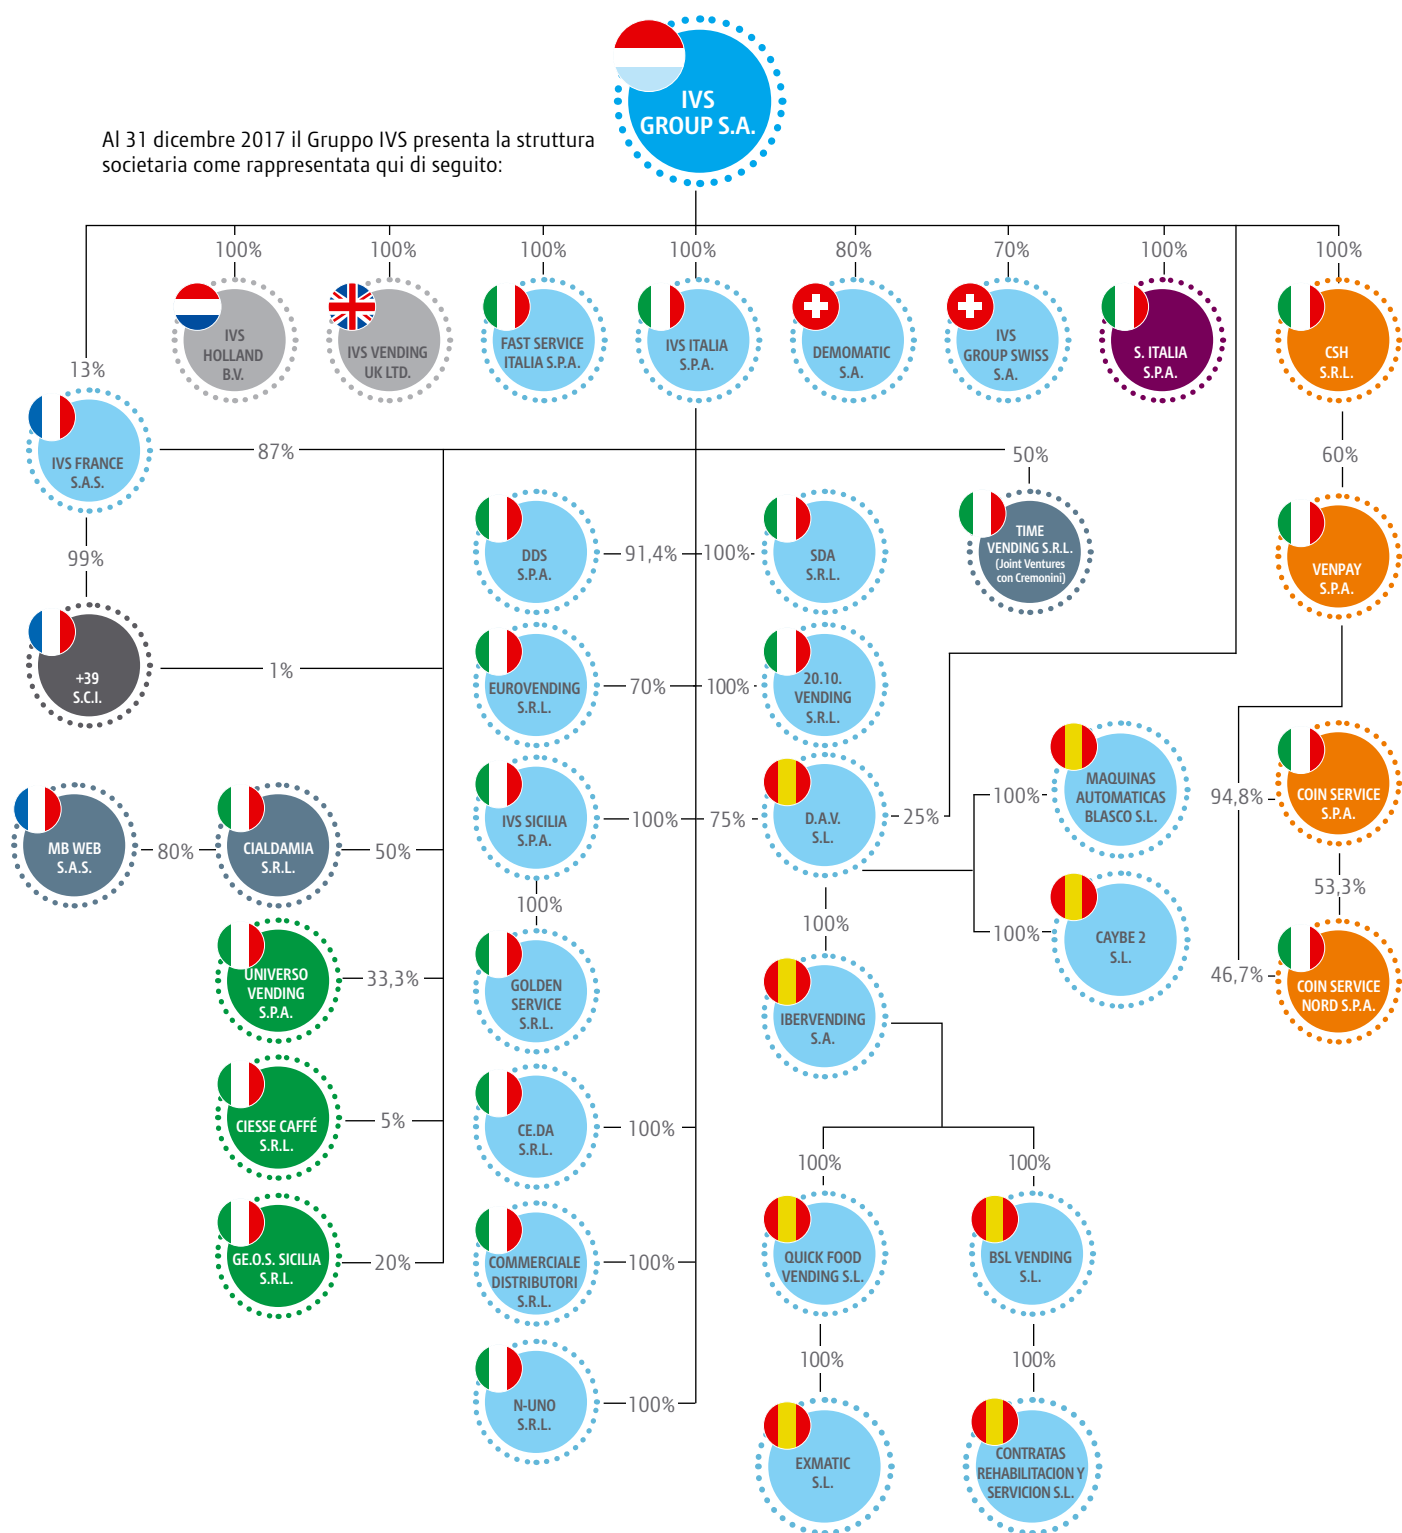 IVS
GROUP S.A.
Al 31 dicembre 2017 il Gruppo IVS presenta la struttura
societaria come rappresentata qui di seguito:
100%
100%
100%
100%
80%
70%
100%
100%
IVS
HOLLAND
B.V.
IVS VENDING
UK LTD.
FAST SERVICE
ITALIA S.P.A.
IVS ITALIA
S.P.A.
DEMOMATIC
S.A.
IVS
GROUP SWISS
S.A.
S. ITALIA
S.P.A.
CSH
S.R.L.
13%
IVS FRANCE
S.A.S.
87%
50%
60%
99%
DDS
S.P.A.
91,4%
100%
SDA
S.R.L.
TIME
VENDING S.R.L.
(Joint Ventures
con Cremonini)
VENPAY
S.P.A.
+39
S.C.I.
1%
EUROVENDING
S.R.L.
70%
100%
20.10.
VENDING
S.R.L.
MAQUINAS
AUTOMATICAS
BLASCO S.L.
100%
94,8%
COIN SERVICE
S.P.A.
IVS SICILIA
S.P.A.
100%
75%
D.A.V.
S.L.
25%
MB WEB
S.A.S.
80%
CIALDAMIA
S.R.L.
50%
53,3%
100%
100%
100%
CAYBE 2
S.L.
UNIVERSO
VENDING
S.P.A.
33,3%
GOLDEN
SERVICE
S.R.L.
IBERVENDING
S.A.
46,7%
COIN SERVICE
NORD S.P.A.
CIESSE CAFFÉ
S.R.L.
5%
CE.DA
S.R.L.
100%
100%
100%
GE.O.S. SICILIA
S.R.L.
20%
COMMERCIALE
DISTRIBUTORI
S.R.L.
100%
QUICK FOOD
VENDING S.L.
BSL VENDING
S.L.
100%
100%
N-UNO
S.R.L.
100%
EXMATIC
S.L.
CONTRATAS
REHABILITACION Y
SERVICION S.L.